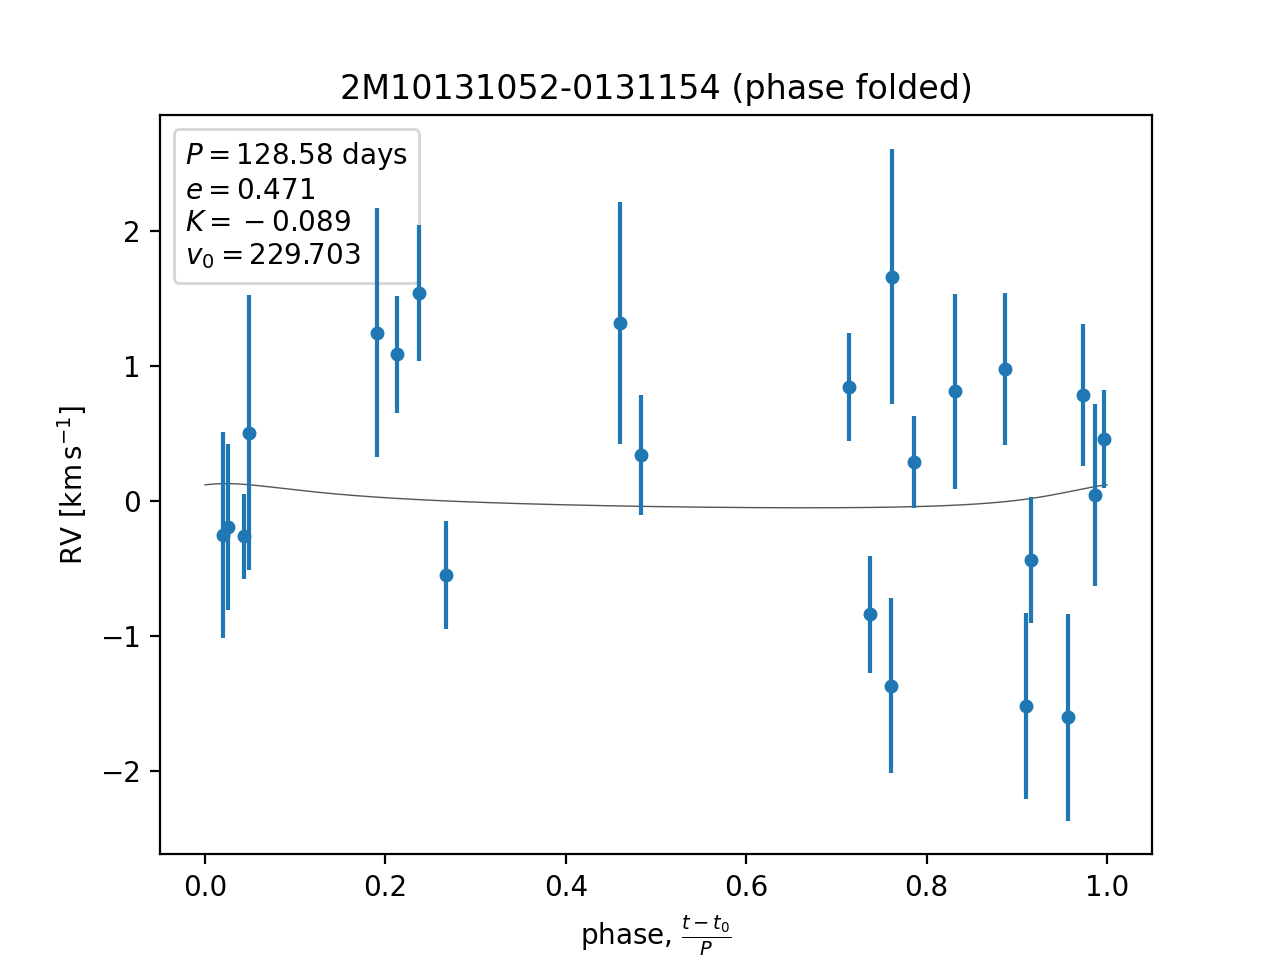 2M10131052-0131154 (phase folded)
P = 128.58 days
e = 0.471
K = −0.089
v₀ = 229.703
2
1
0
−1
−2
RV [km s⁻¹]
0.0 0.2 0.4 0.6 0.8 1.0
phase, (t − t₀)/P